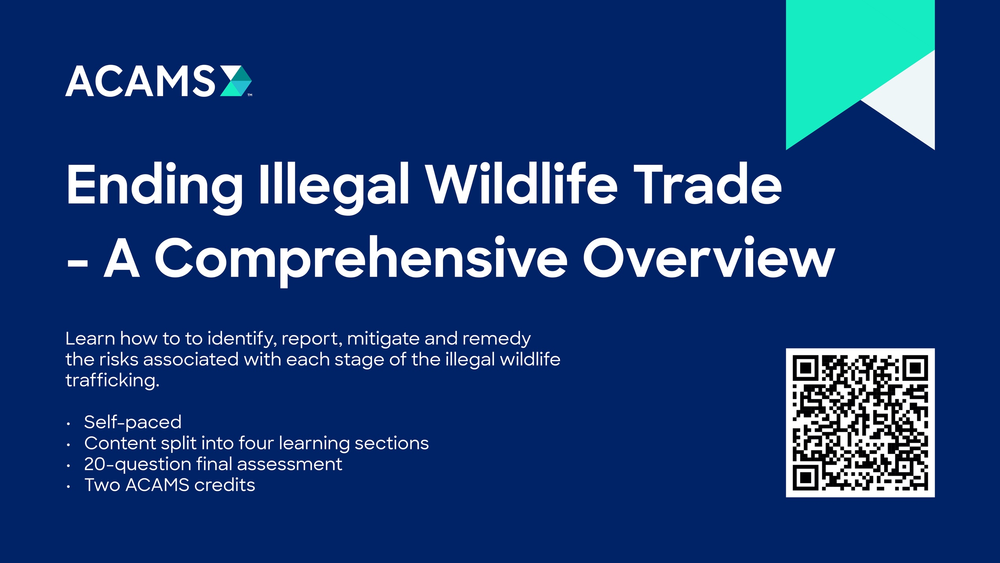 ACAMS™
Ending Illegal Wildlife Trade
- A Comprehensive Overview
Learn how to to identify, report, mitigate and remedy
the risks associated with each stage of the illegal wildlife
trafficking.
• Self-paced
• Content split into four learning sections
• 20-question final assessment
• Two ACAMS credits